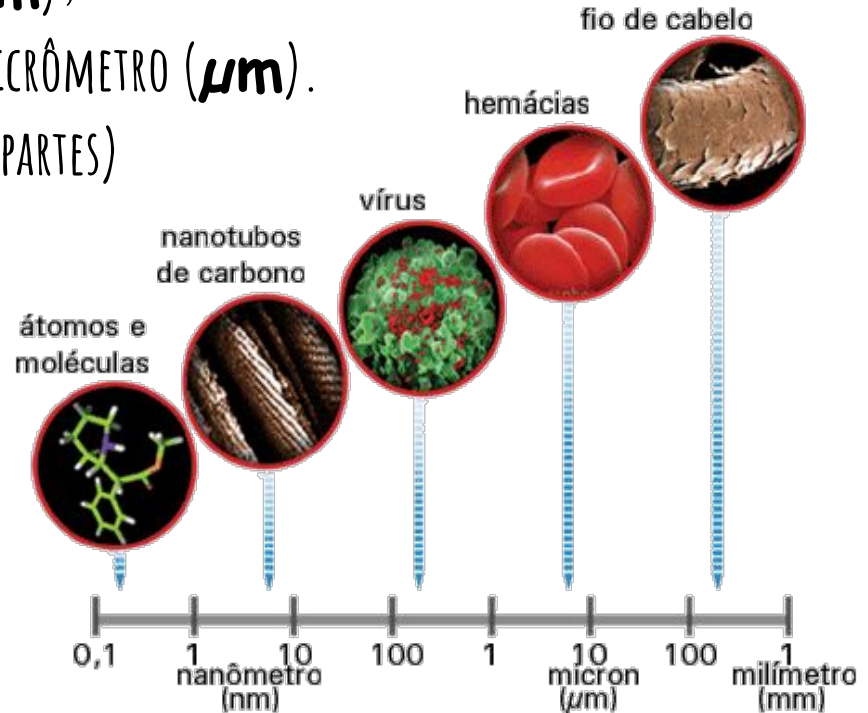 ICRÔMETRO (μm).
PARTES)
fio de cabelo
hemácias
vírus
nanotubos
de carbono
átomos e
moléculas
0,1 1 10 100 1 10 100 1
nanômetro micron milímetro
(nm) (μm) (mm)